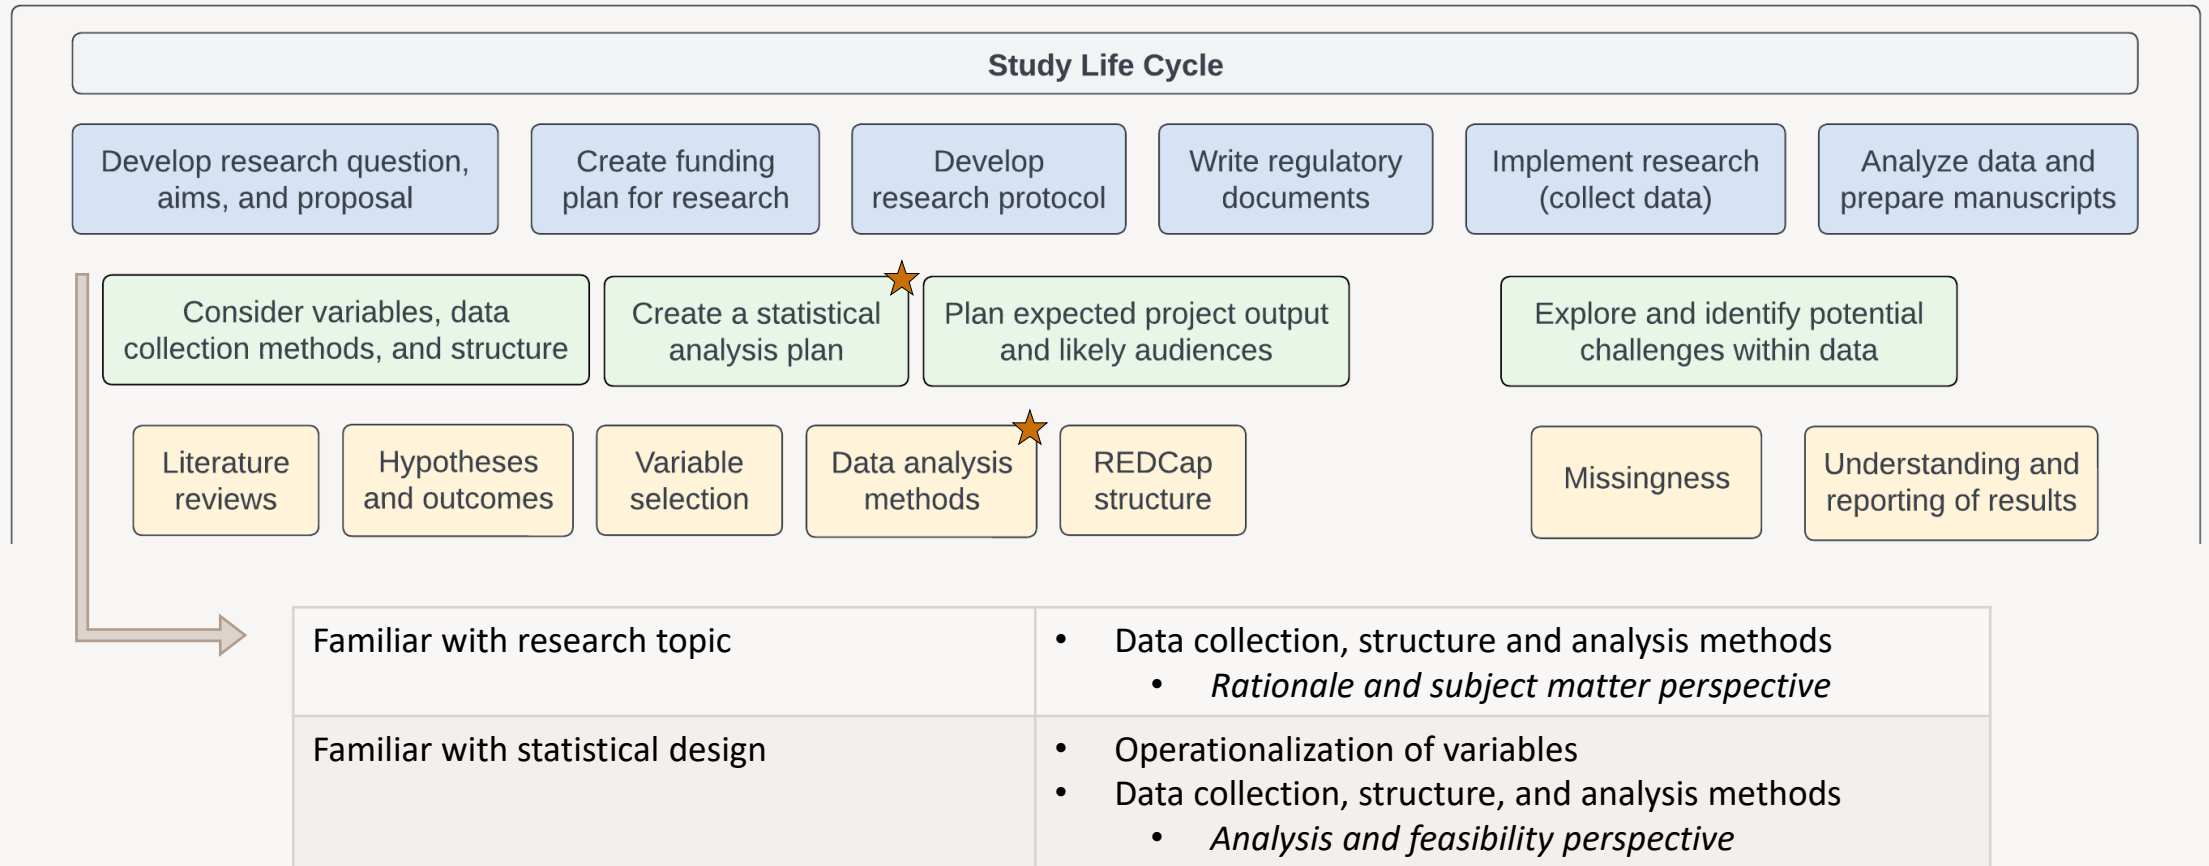 Study Life Cycle
Develop research question,
aims, and proposal
Create funding
plan for research
Develop
research protocol
Write regulatory
documents
Implement research
(collect data)
Analyze data and
prepare manuscripts
Consider variables, data
collection methods, and structure
Create a statistical
analysis plan
Plan expected project output
and likely audiences
Explore and identify potential
challenges within data
Literature
reviews
Hypotheses
and outcomes
Variable
selection
Data analysis
methods
REDCap
structure
Missingness
Understanding and
reporting of results
Familiar with research topic
• Data collection, structure and analysis methods
• Rationale and subject matter perspective
Familiar with statistical design
• Operationalization of variables
• Data collection, structure, and analysis methods
• Analysis and feasibility perspective